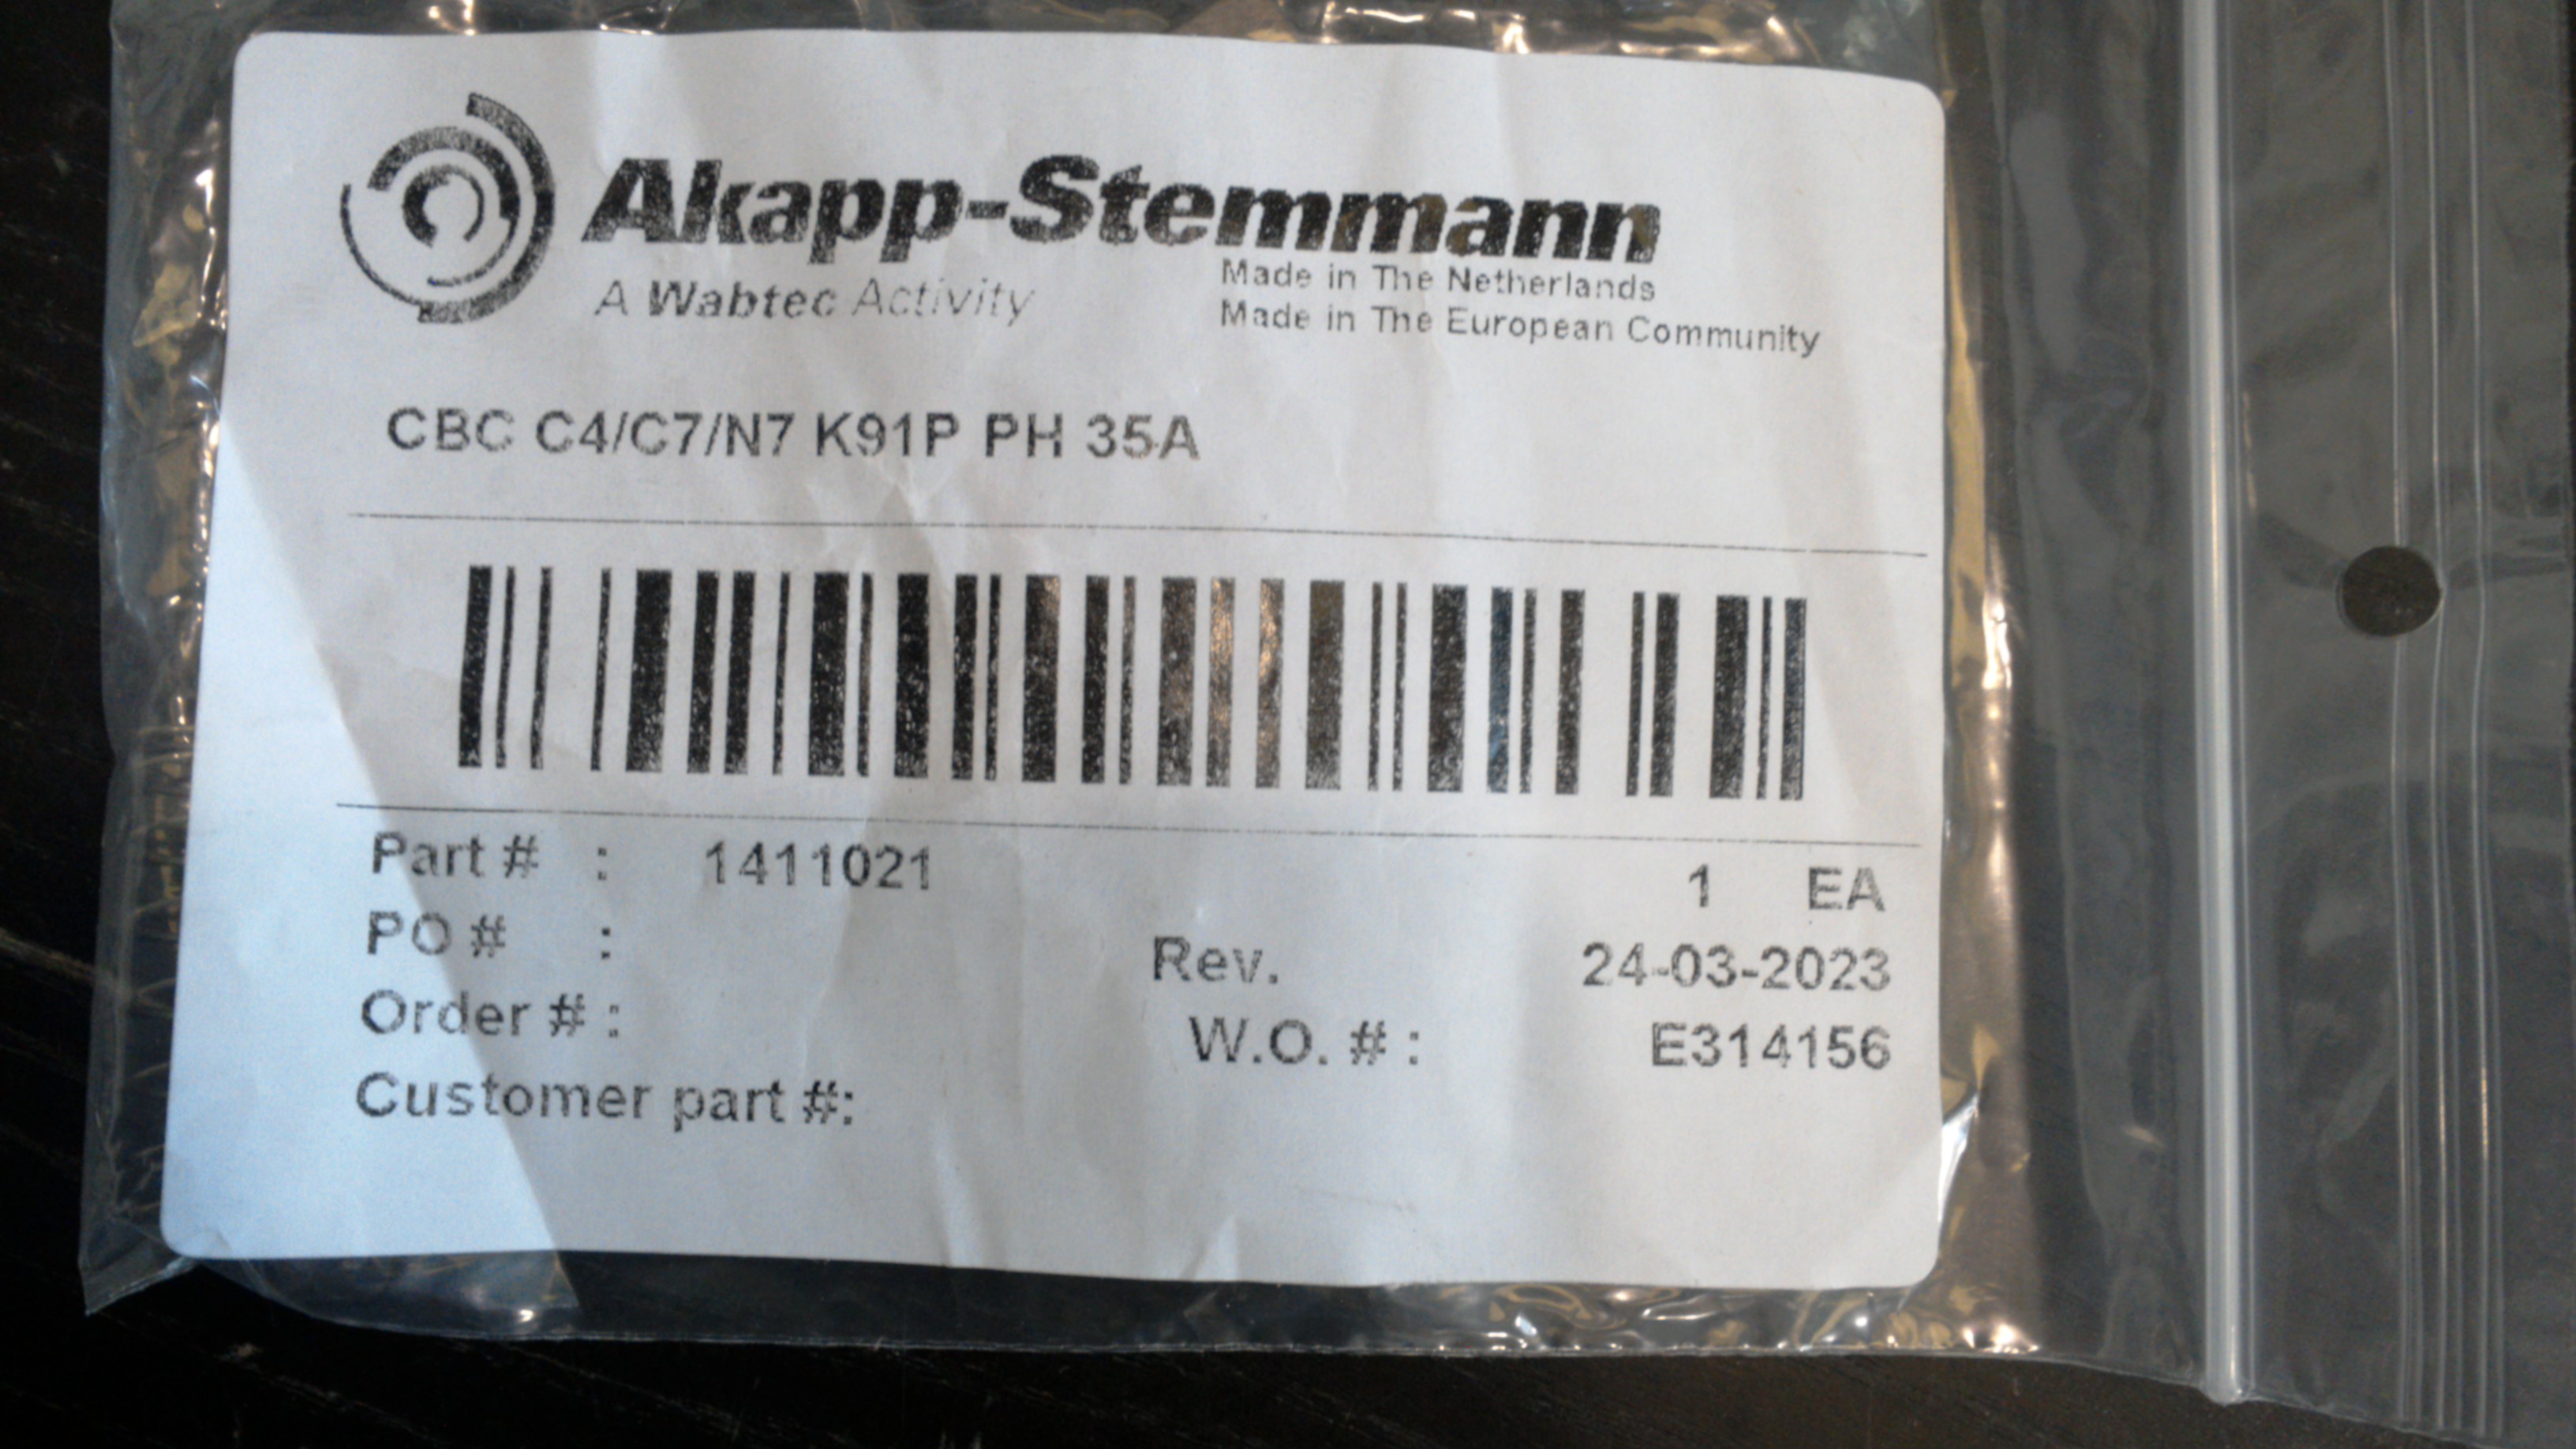 Akapp-Stemmann
A Wabtec Activity
Made in The Netherlands
Made in The European Community
CBC C4/C7/N7 K91P PH 35A
Part # : 1411021 1 EA
PO # :
Rev. 24-03-2023
Order # :
W.O. # : E314156
Customer part #: